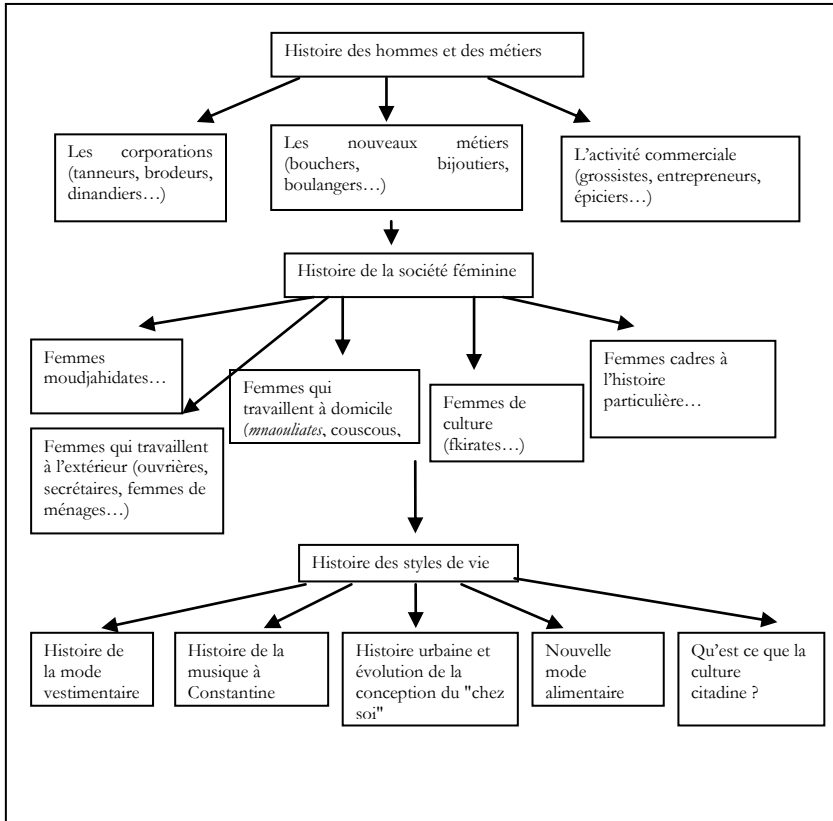 Histoire des hommes et des métiers
Les corporations
(tanneurs, brodeurs,
dinandiers…)
Les nouveaux métiers
(bouchers, bijoutiers,
boulangers…)
L’activité commerciale
(grossistes, entrepreneurs,
épiciers…)
Histoire de la société féminine
Femmes
moudjahidates…
Femmes qui travaillent
à l’extérieur (ouvrières,
secrétaires, femmes de
ménages…)
Femmes qui
travaillent à domicile
(mnaouliates, couscous,
Femmes de
culture
(fkirates…)
Femmes cadres à
l’histoire
particulière…
Histoire des styles de vie
Histoire de
la mode
vestimentaire
Histoire de la
musique à
Constantine
Histoire urbaine et
évolution de la
conception du "chez
soi"
Nouvelle
mode
alimentaire
Qu’est ce que la
culture
citadine ?